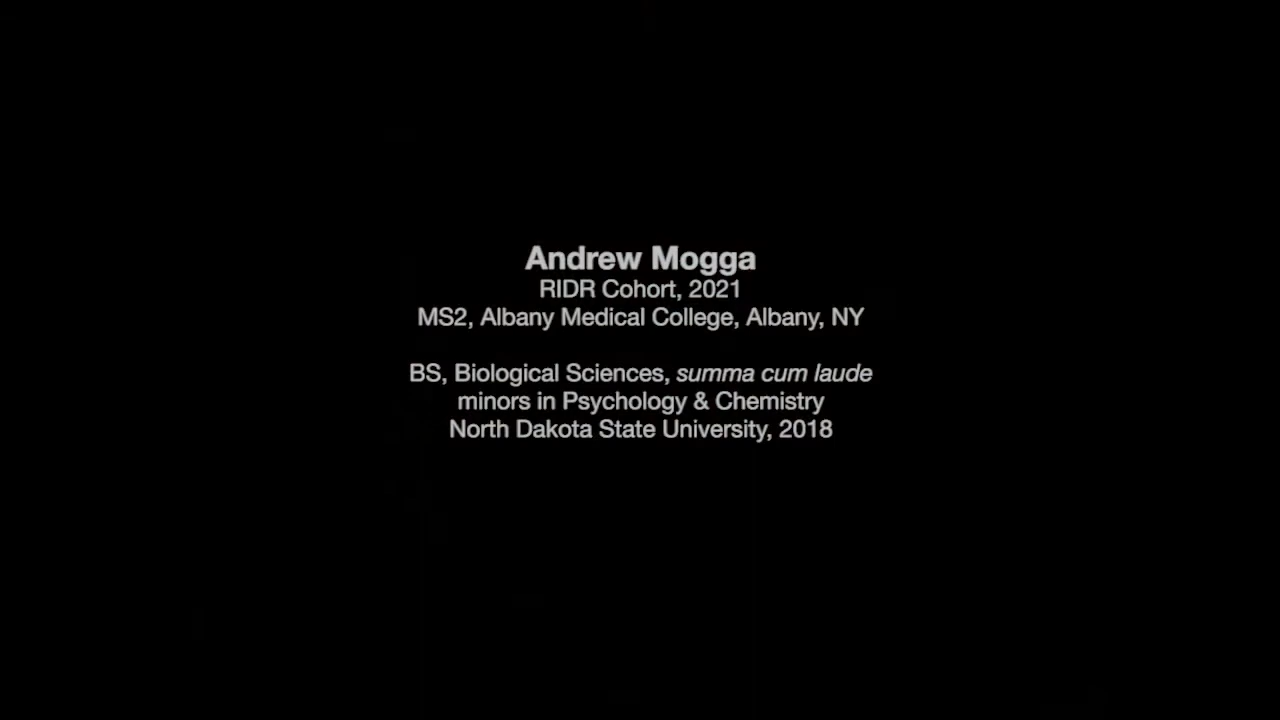 Andrew Mogga
RIDR Cohort, 2021
MS2, Albany Medical College, Albany, NY
BS, Biological Sciences, summa cum laude
minors in Psychology & Chemistry
North Dakota State University, 2018